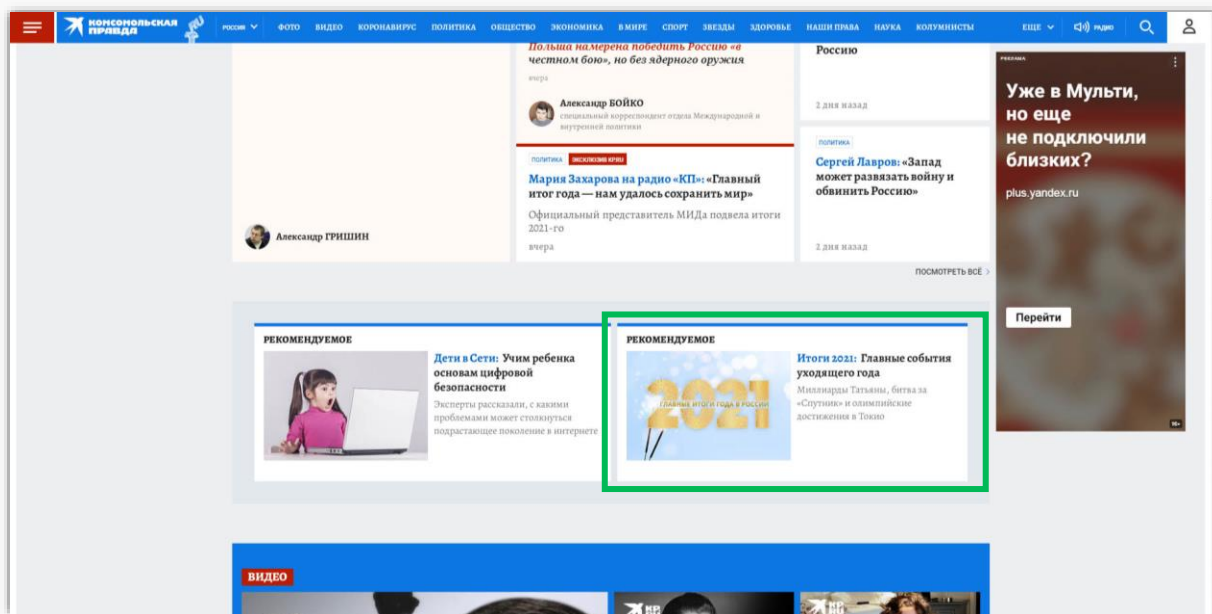 КОМСОМОЛЬСКАЯ
ПРАВДА
РОССИЯ
ФОТО ВИДЕО КОРОНАВИРУС ПОЛИТИКА ОБЩЕСТВО ЭКОНОМИКА В МИРЕ СПОРТ ЗВЕЗДЫ ЗДОРОВЬЕ НАШИ ПРАВА НАУКА КОЛУМНИСТЫ ЕЩЕ РАДИО
Польша намерена победить Россию «в
честном бою», но без ядерного оружия
вчера
Александр БОЙКО
специальный корреспондент отдела Международной и
внутренней политики
ПОЛИТИКА ЭКСКЛЮЗИВ KP.RU
Мария Захарова на радио «КП»: «Главный
итог года — нам удалось сохранить мир»
Официальный представитель МИДа подвела итоги
2021-го
вчера
Александр ГРИШИН
Россию
2 дня назад
ПОЛИТИКА
Сергей Лавров: «Запад
может развязать войну и
обвинить Россию»
2 дня назад
ПОСМОТРЕТЬ ВСЁ
РЕКЛАМА
Уже в Мульти,
но еще
не подключили
близких?
plus.yandex.ru
Перейти
РЕКОМЕНДУЕМОЕ
Дети в Сети: Учим ребенка
основам цифровой
безопасности
Эксперты рассказали, с какими
проблемами может столкнуться
подрастающее поколение в интернете
РЕКОМЕНДУЕМОЕ
2021
ГЛАВНЫЕ ИТОГИ ГОДА В РОССИИ
Итоги 2021: Главные события
уходящего года
Миллиарды Татьяны, битва за
«Спутник» и олимпийские
достижения в Токио
ВИДЕО